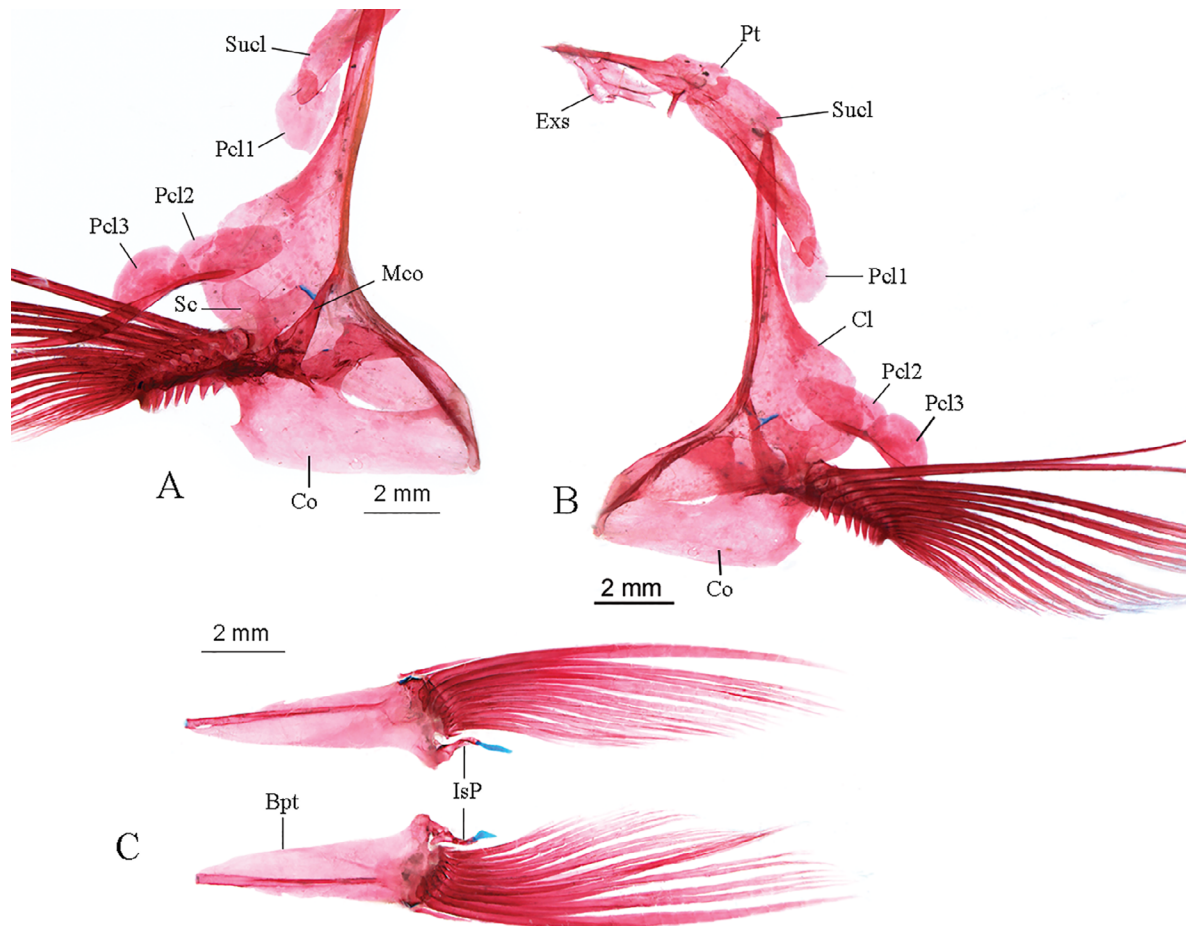 Sucl
Pcl1
Pcl2
Pcl3
Sc
Mco
A
Co
2 mm
Pt
Exs
Sucl
Pcl1
Cl
Pcl2
Pcl3
B
2 mm
Co
2 mm
IsP
Bpt
C